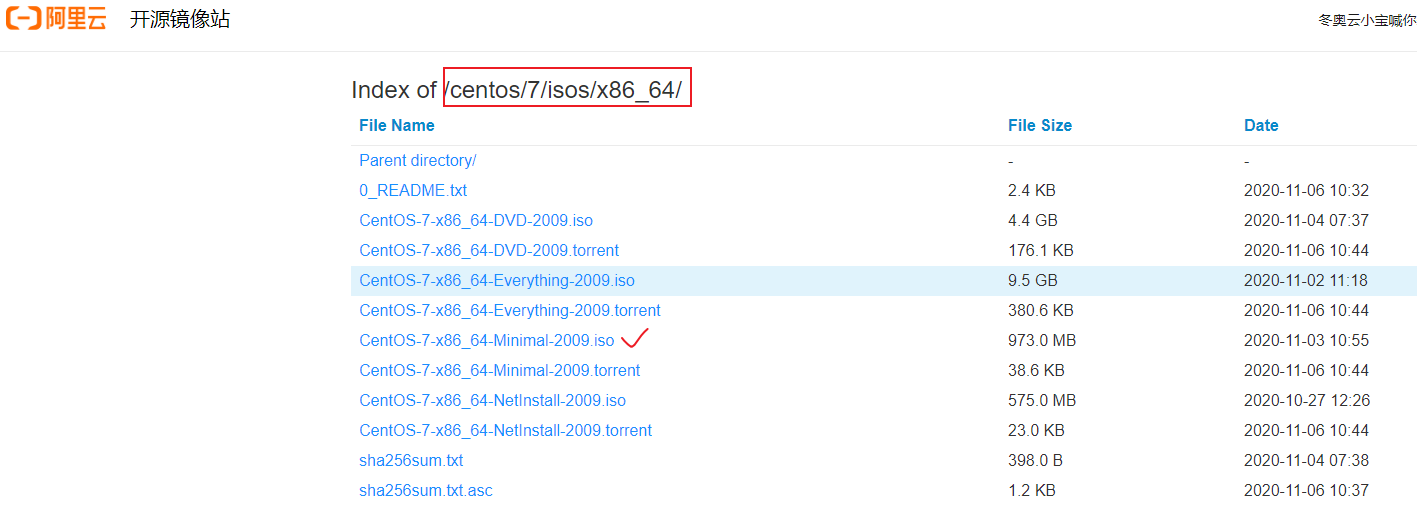 阿里云 开源镜像站 冬奥云小宝喊你
Index of /centos/7/isos/x86_64/
File Name File Size Date
Parent directory/ - -
0_README.txt 2.4 KB 2020-11-06 10:32
CentOS-7-x86_64-DVD-2009.iso 4.4 GB 2020-11-04 07:37
CentOS-7-x86_64-DVD-2009.torrent 176.1 KB 2020-11-06 10:44
CentOS-7-x86_64-Everything-2009.iso 9.5 GB 2020-11-02 11:18
CentOS-7-x86_64-Everything-2009.torrent 380.6 KB 2020-11-06 10:44
CentOS-7-x86_64-Minimal-2009.iso 973.0 MB 2020-11-03 10:55
CentOS-7-x86_64-Minimal-2009.torrent 38.6 KB 2020-11-06 10:44
CentOS-7-x86_64-NetInstall-2009.iso 575.0 MB 2020-10-27 12:26
CentOS-7-x86_64-NetInstall-2009.torrent 23.0 KB 2020-11-06 10:44
sha256sum.txt 398.0 B 2020-11-04 07:38
sha256sum.txt.asc 1.2 KB 2020-11-06 10:37